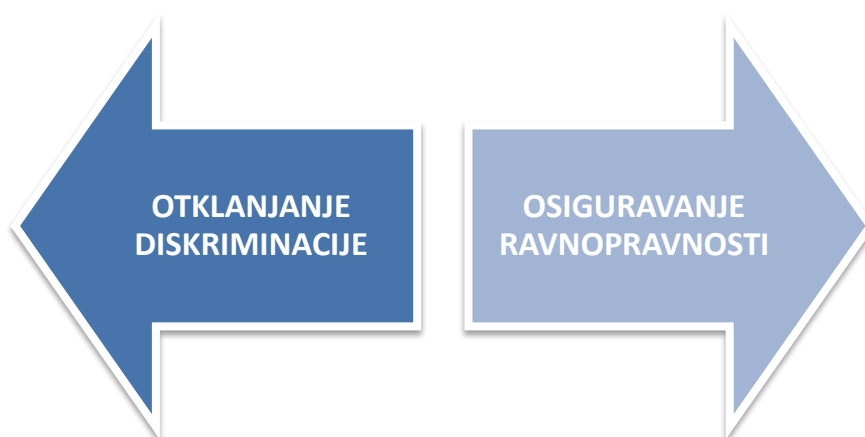 OTKLANJANJE
DISKRIMINACIJE
OSIGURAVANJE
RAVNOPRAVNOSTI